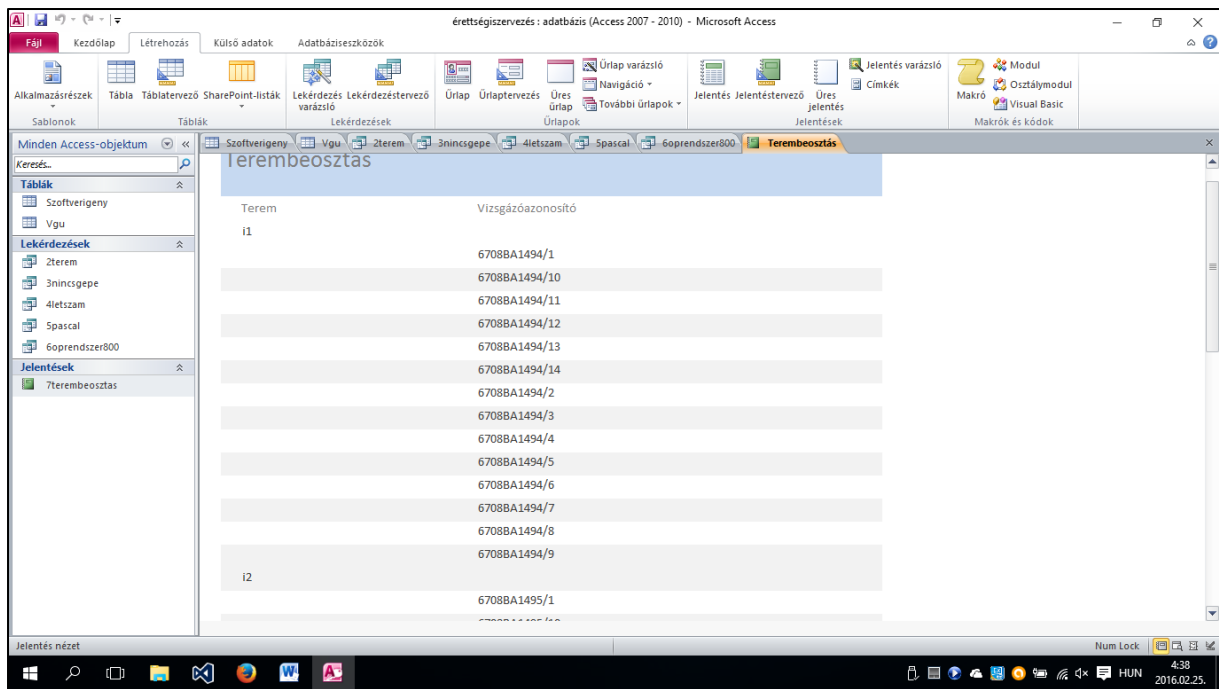 érettségiszervezés : adatbázis (Access 2007 - 2010) - Microsoft Access
Fájl Kezdőlap Létrehozás Külső adatok Adatbáziseszközök
Alkalmazásrészek
Tábla Táblatervező SharePoint-listák
Lekérdezés varázsló
Lekérdezéstervező
Űrlap Űrlaptervezés Üres űrlap
Űrlap varázsló
Navigáció
További űrlapok
Jelentés Jelentéstervező Üres jelentés
Jelentés varázsló
Címkék
Makró
Modul
Osztálymodul
Visual Basic
Sablonok Táblák Lekérdezések Űrlapok Jelentések Makrók és kódok
Minden Access-objektum
Keresés...
Táblák
Szoftverigeny
Vgu
Lekérdezések
2terem
3nincsgepe
4letszam
5pascal
6oprendszer800
Jelentések
7terembeosztas
Szoftverigeny Vgu 2terem 3nincsgepe 4letszam 5pascal 6oprendszer800 Terembeosztás
Terembeosztás
Terem Vizsgázóazonosító
i1
6708BA1494/1
6708BA1494/10
6708BA1494/11
6708BA1494/12
6708BA1494/13
6708BA1494/14
6708BA1494/2
6708BA1494/3
6708BA1494/4
6708BA1494/5
6708BA1494/6
6708BA1494/7
6708BA1494/8
6708BA1494/9
i2
6708BA1495/1
Jelentés nézet Num Lock
HUN 4:38
2016.02.25.